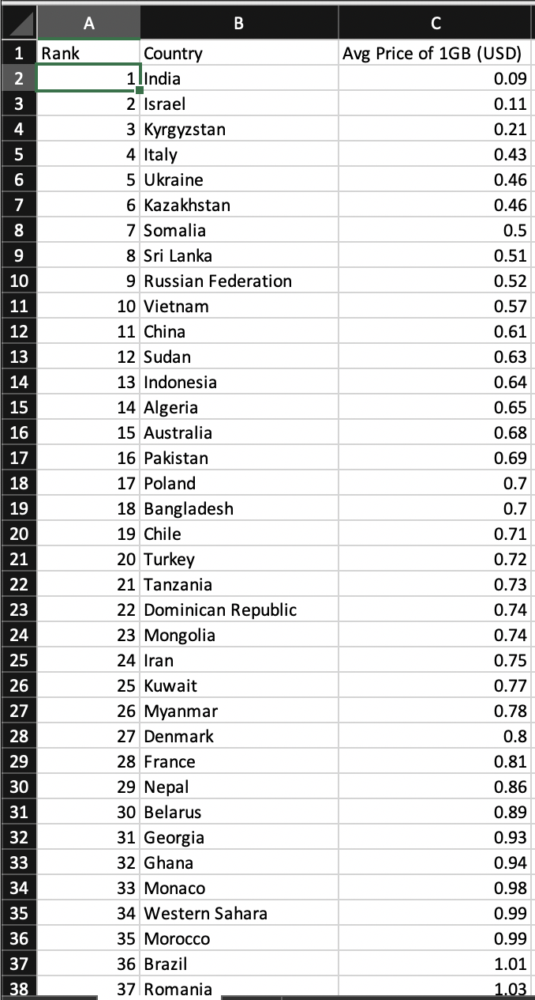 A B C
1 Rank Country Avg Price of 1GB (USD)
2 1 India 0.09
3 2 Israel 0.11
4 3 Kyrgyzstan 0.21
5 4 Italy 0.43
6 5 Ukraine 0.46
7 6 Kazakhstan 0.46
8 7 Somalia 0.5
9 8 Sri Lanka 0.51
10 9 Russian Federation 0.52
11 10 Vietnam 0.57
12 11 China 0.61
13 12 Sudan 0.63
14 13 Indonesia 0.64
15 14 Algeria 0.65
16 15 Australia 0.68
17 16 Pakistan 0.69
18 17 Poland 0.7
19 18 Bangladesh 0.7
20 19 Chile 0.71
21 20 Turkey 0.72
22 21 Tanzania 0.73
23 22 Dominican Republic 0.74
24 23 Mongolia 0.74
25 24 Iran 0.75
26 25 Kuwait 0.77
27 26 Myanmar 0.78
28 27 Denmark 0.8
29 28 France 0.81
30 29 Nepal 0.86
31 30 Belarus 0.89
32 31 Georgia 0.93
33 32 Ghana 0.94
34 33 Monaco 0.98
35 34 Western Sahara 0.99
36 35 Morocco 0.99
37 36 Brazil 1.01
38 37 Romania 1.03